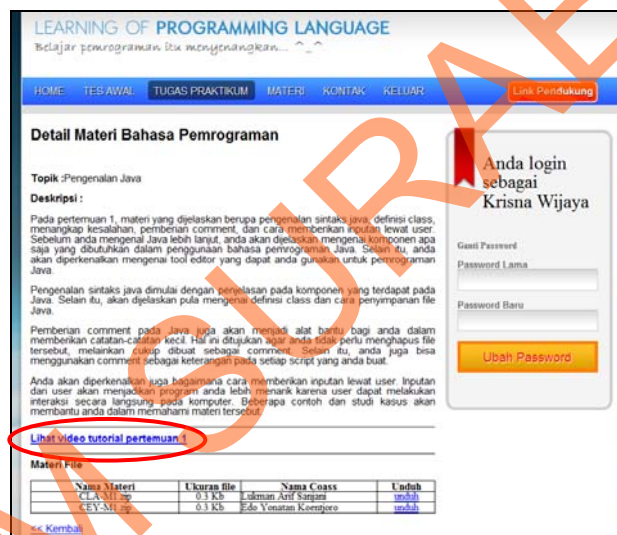 LEARNING OF PROGRAMMING LANGUAGE
Belajar pemrograman itu menyenangkan... ^_^
HOME TES AWAL TUGAS PRAKTIKUM MATERI KONTAK KELUAR Link Pendukung
Detail Materi Bahasa Pemrograman
Topik :Pengenalan Java
Deskripsi :
Pada pertemuan 1, materi yang dijelaskan berupa pengenalan sintaks java, definisi class,
menangkap kesalahan, pemberian comment, dan cara memberikan inputan lewat user.
Sebelum anda mengenal Java lebih lanjut, anda akan dijelaskan mengenai komponen apa
saja yang dibutuhkan dalam penggunaan bahasa pemrograman Java. Selain itu, anda
akan diperkenalkan mengenai tool editor yang dapat anda gunakan untuk pemrograman
Java.
Pengenalan sintaks java dimulai dengan penjelasan pada komponen yang terdapat pada
Java. Selain itu, akan dijelaskan pula mengenai definisi class dan cara penyimpanan file
Java.
Pemberian comment pada Java juga akan menjadi alat bantu bagi anda dalam
memberikan catatan-catatan kecil. Hal ini ditujukan agar anda tidak perlu menghapus file
tersebut, melainkan cukup dibuat sebagai comment. Selain itu, anda juga bisa
menggunakan comment sebagai keterangan pada setiap script yang anda buat.
Anda akan diperkenalkan juga bagaimana cara memberikan inputan lewat user. Inputan
dari user akan menjadikan program anda lebih menarik karena user dapat melakukan
interaksi secara langsung pada komputer. Beberapa contoh dan studi kasus akan
membantu anda dalam memahami materi tersebut.
Lihat video tutorial pertemuan 1
Materi File
Nama Materi Ukuran file Nama Coass Unduh
CLA-M1.zip 0.3 Kb Lukman Arif Sanjani unduh
CEY-M1.zip 0.3 Kb Edo Yonatan Koentjoro unduh
<< Kembali
Anda login
sebagai
Krisna Wijaya
Ganti Password
Password Lama
Password Baru
Ubah Password